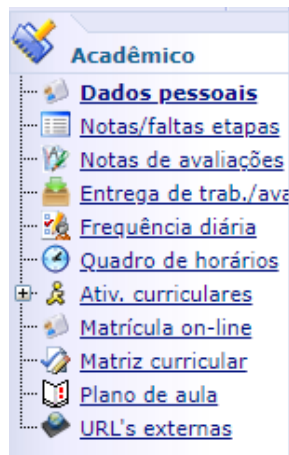 Acadêmico
Dados pessoais
Notas/faltas etapas
Notas de avaliações
Entrega de trab./ava
Frequência diária
Quadro de horários
Ativ. curriculares
Matrícula on-line
Matriz curricular
Plano de aula
URL's externas